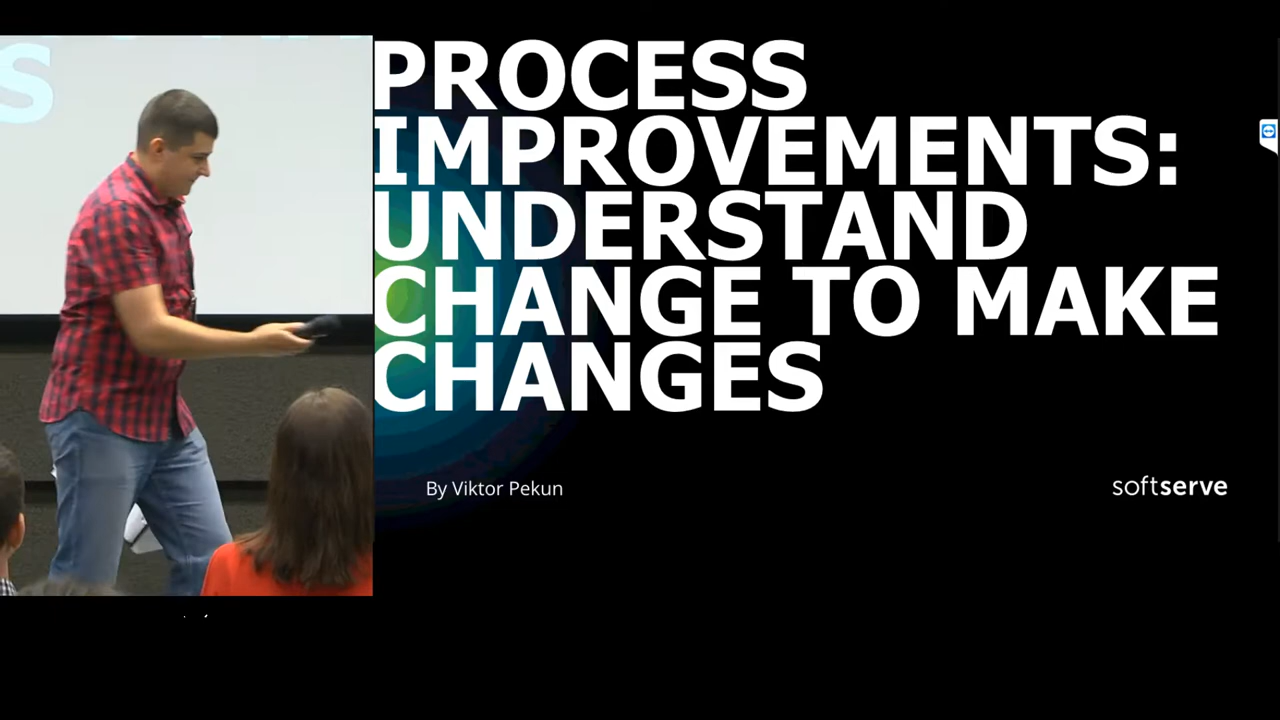 S
PROCESS
IMPROVEMENTS:
UNDERSTAND
CHANGE TO MAKE
CHANGES
By Viktor Pekun
softserve